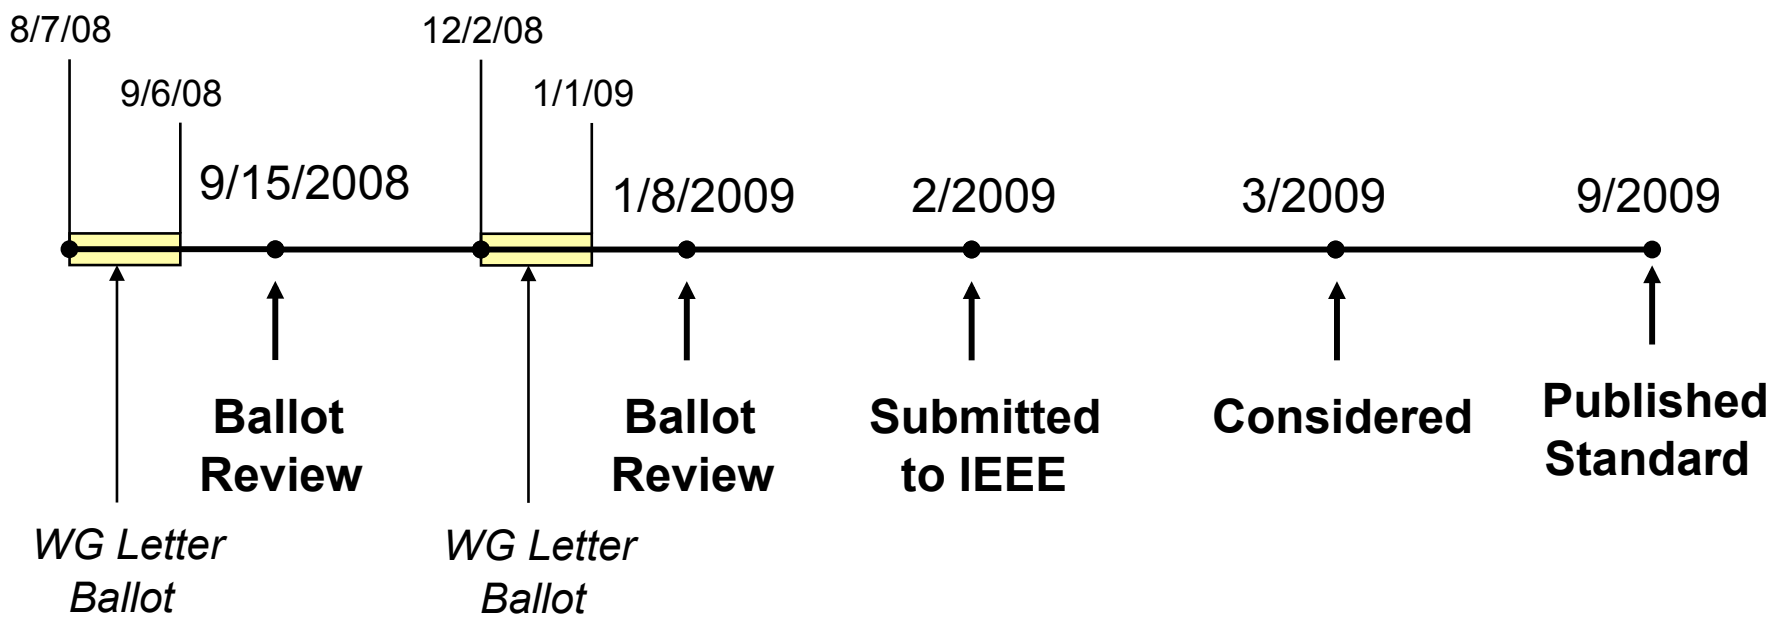 8/7/08
12/2/08
9/6/08
1/1/09
9/15/2008
1/8/2009
2/2009
3/2009
9/2009
Ballot
Review
Ballot
Review
Submitted
to IEEE
Considered
Published
Standard
WG Letter
Ballot
WG Letter
Ballot